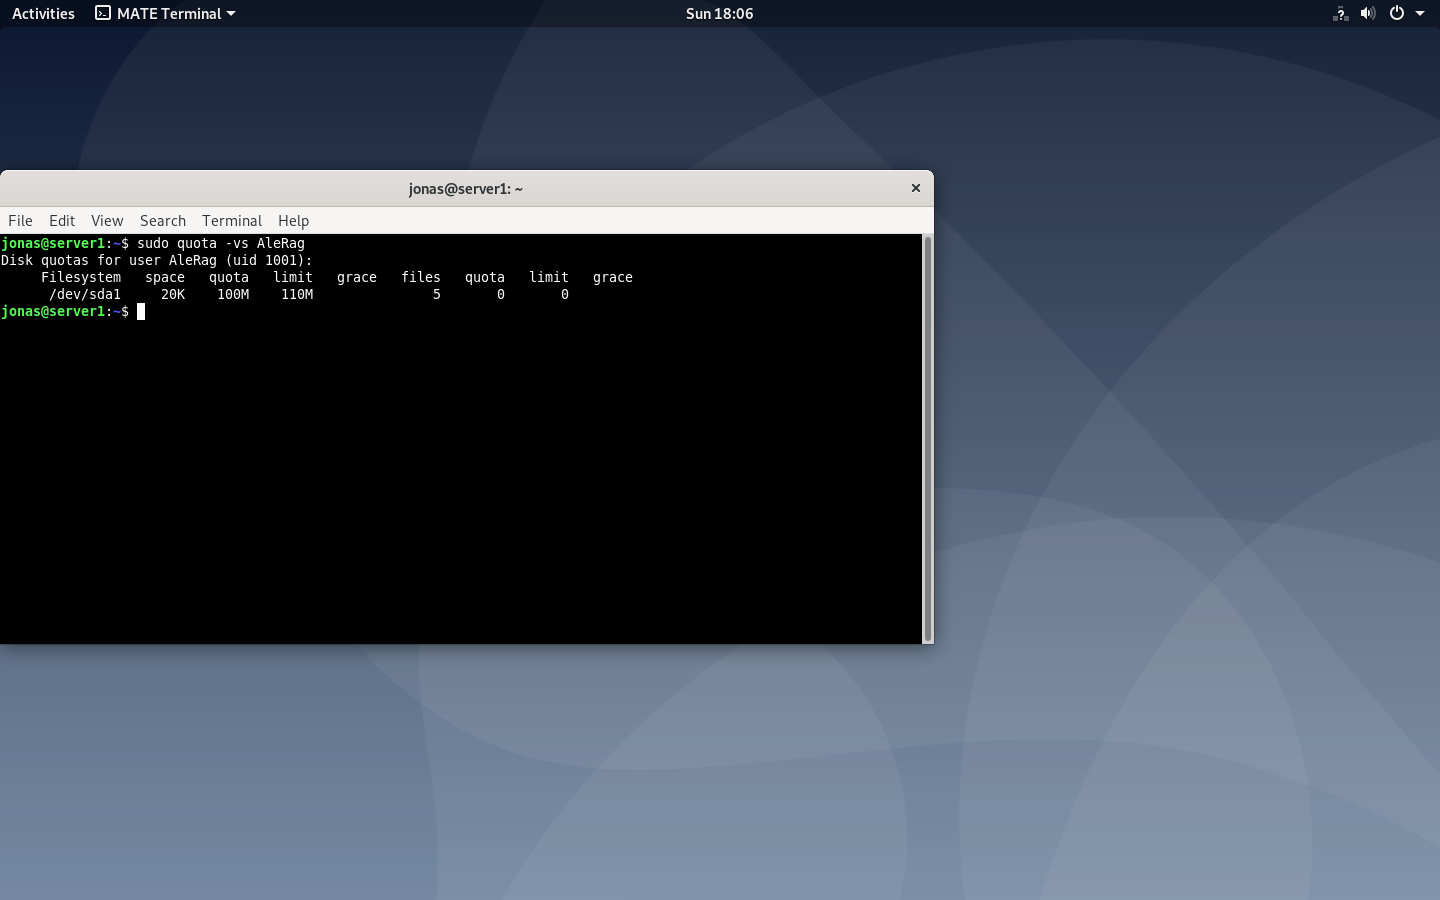 Activities MATE Terminal Sun 18:06
jonas@server1: ~
File Edit View Search Terminal Help
jonas@server1:~$ sudo quota -vs AleRag
Disk quotas for user AleRag (uid 1001):
     Filesystem   space   quota   limit   grace   files   quota   limit   grace
      /dev/sda1     20K    100M    110M               5       0       0
jonas@server1:~$